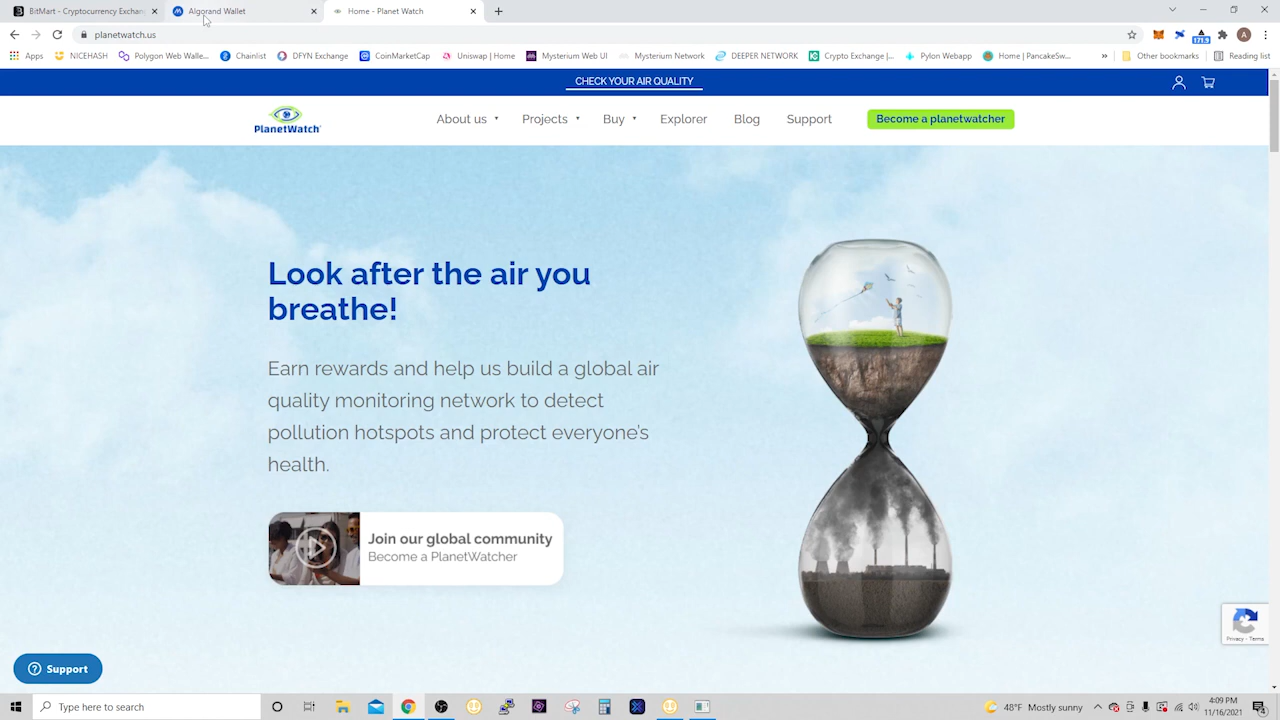 BitMart - Cryptocurrency Exchan
Algorand Wallet
Home - Planet Watch
planetwatch.us
171.9
A
Apps
NICEHASH
Polygon Web Walle...
Chainlist
DFYN Exchange
CoinMarketCap
Uniswap | Home
Mysterium Web UI
Mysterium Network
DEEPER NETWORK
Crypto Exchange |...
Pylon Webapp
Home | PancakeSw...
»
Other bookmarks
Reading list
CHECK YOUR AIR QUALITY
PlanetWatch
About us
Projects
Buy
Explorer
Blog
Support
Become a planetwatcher
Look after the air you
breathe!
Earn rewards and help us build a global air
quality monitoring network to detect
pollution hotspots and protect everyone's
health.
Join our global community
Become a PlanetWatcher
Privacy - Terms
Support
Type here to search
48°F Mostly sunny
4:09 PM
11/16/2021